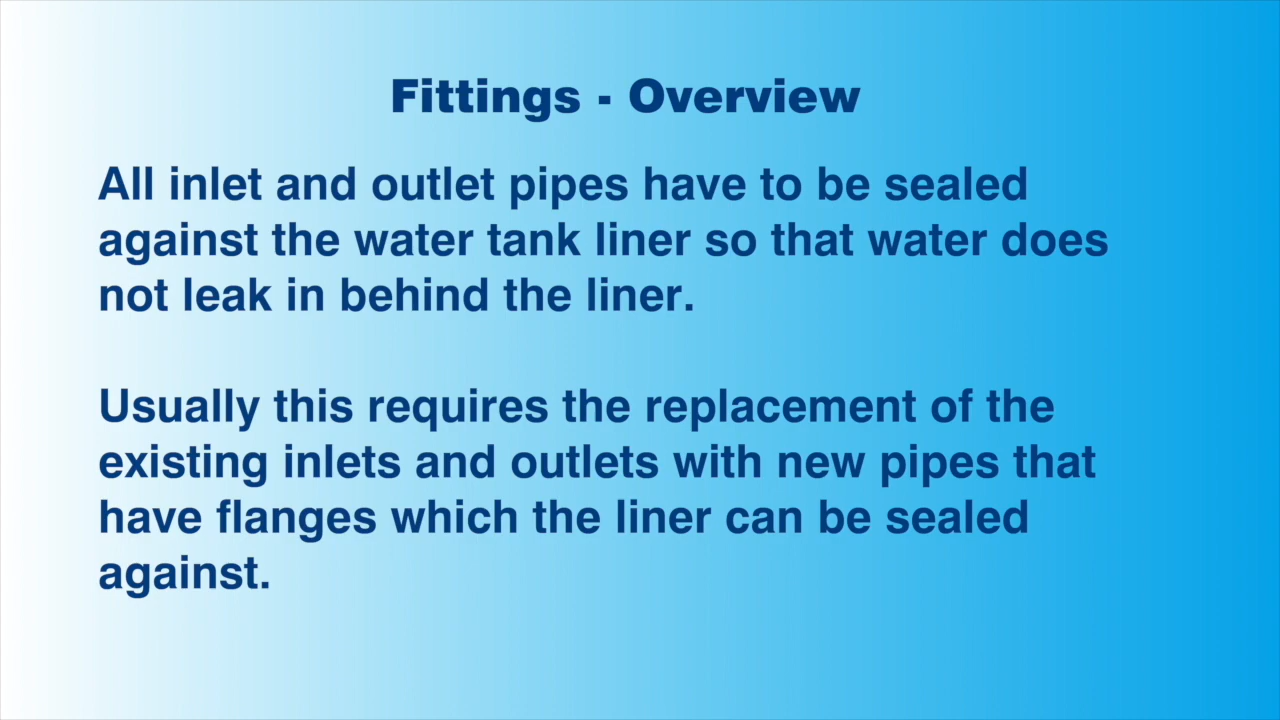 Fittings - Overview
All inlet and outlet pipes have to be sealed
against the water tank liner so that water does
not leak in behind the liner.
Usually this requires the replacement of the
existing inlets and outlets with new pipes that
have flanges which the liner can be sealed
against.